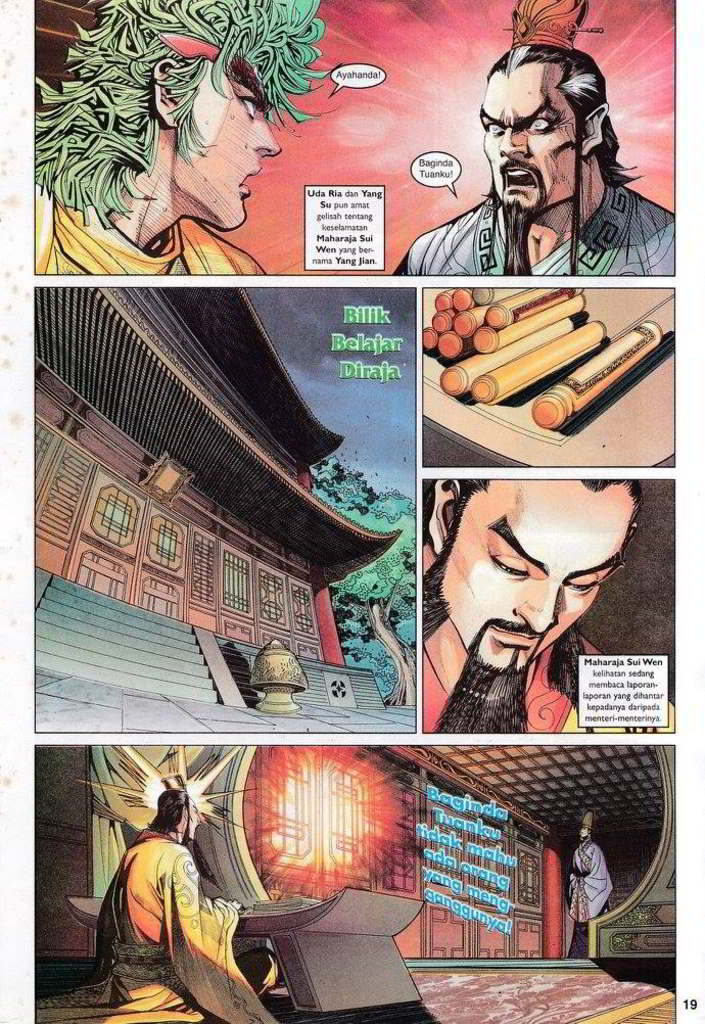 Ayahanda!
Baginda
Tuanku!
Uda Ria dan Yang
Su pun amat
gelisah tentang
keselamatan
Maharaja Sui
Wen yang ber-
nama Yang Jian.
Bilik
Belajar
Diraja
Maharaja Sui Wen
kelihatan sedang
membaca laporan-
laporan yang dihantar
kepadanya daripada
menteri-menterinya.
Baginda
Tuanku
tidak mahu
ada orang
yang meng-
ganggunya!
19